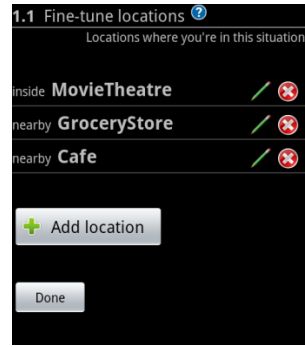 1.1 Fine-tune locations ?
Locations where you're in this situation
inside MovieTheatre
nearby GroceryStore
nearby Cafe
Add location
Done